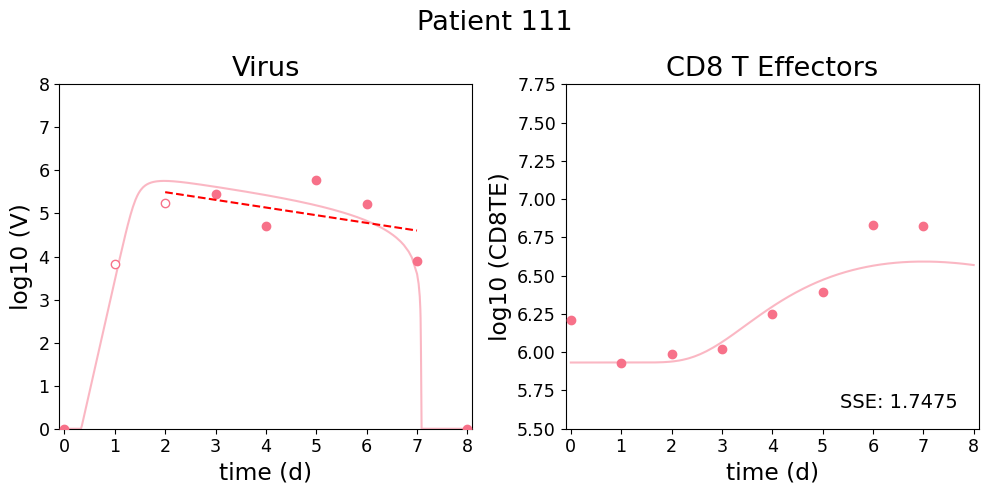 Patient 111
Virus
log10 (V)
8
7
6
5
4
3
2
1
0
0 1 2 3 4 5 6 7 8
time (d)
CD8 T Effectors
log10 (CD8TE)
7.75
7.50
7.25
7.00
6.75
6.50
6.25
6.00
5.75
5.50
SSE: 1.7475
0 1 2 3 4 5 6 7 8
time (d)